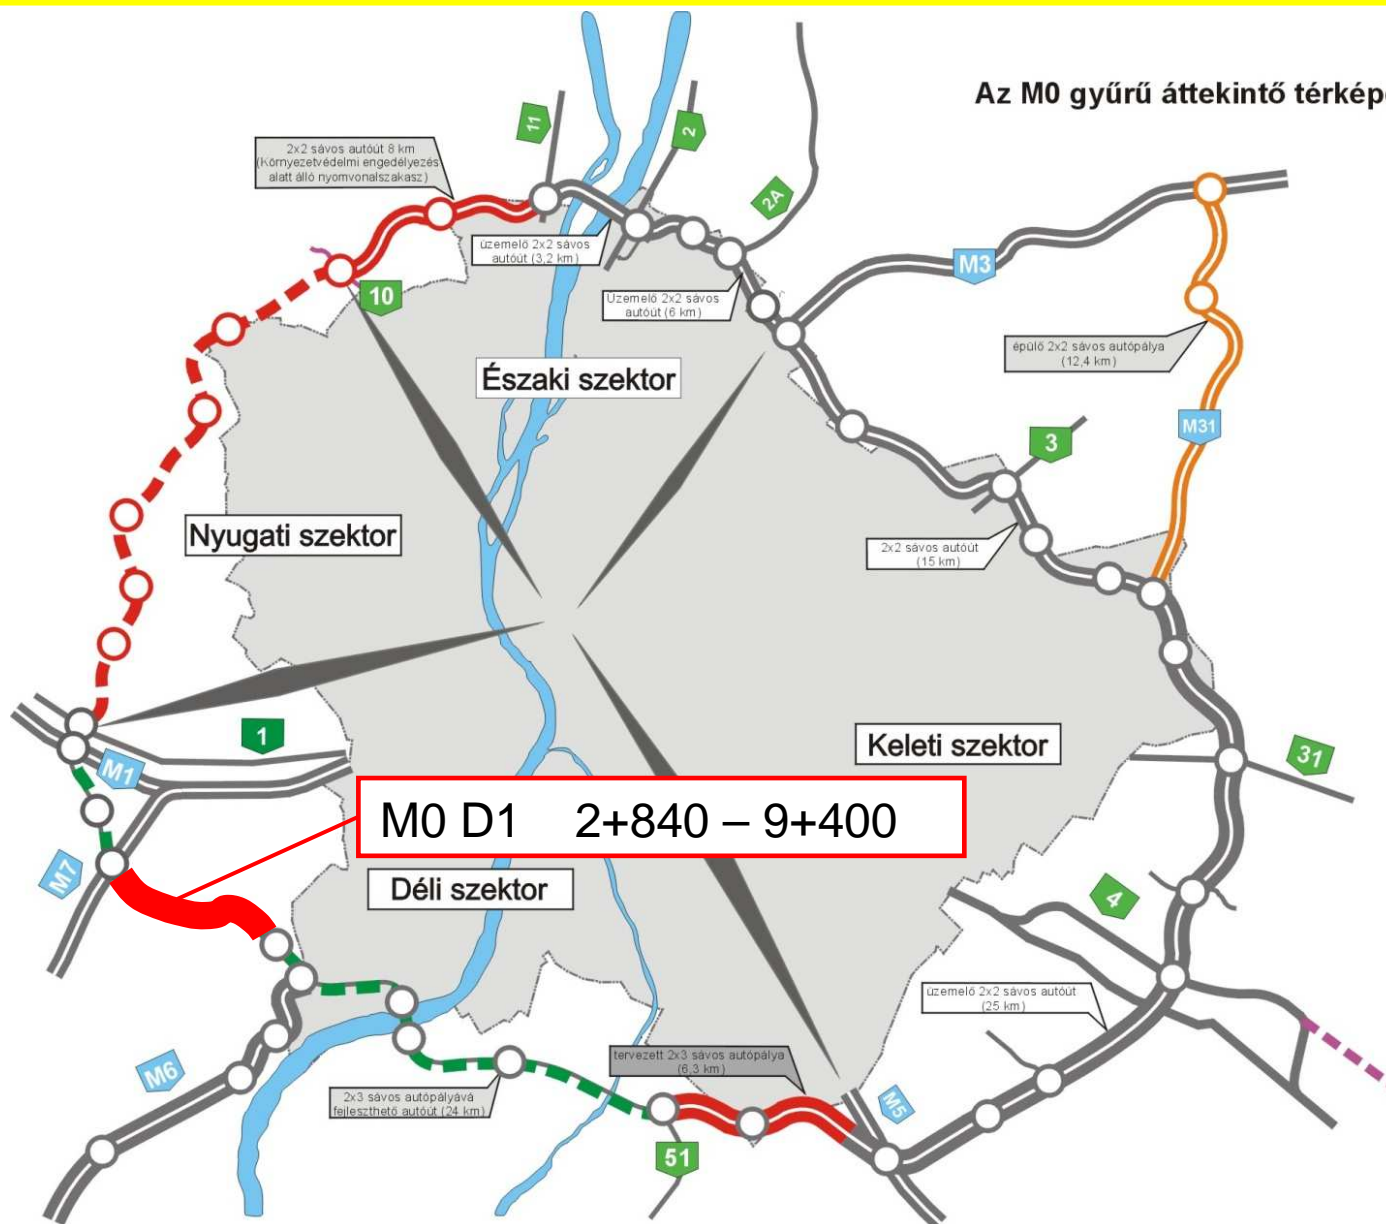 Az M0 gyűrű áttekintő térkép
11
2
2x2 sávos autóút 8 km
(Környezetvédelmi engedélyezés
alatt álló nyomvonalszakasz)
2A
üzemelő 2x2 sávos
autóút (3,2 km)
M3
10
Üzemelő 2x2 sávos
autóút (6 km)
épülő 2x2 sávos autópálya
(12,4 km)
Északi szektor
M31
3
Nyugati szektor
2x2 sávos autóút
(15 km)
1
Keleti szektor
31
M1
M0 D1 2+840 – 9+400
M7
Déli szektor
4
üzemelő 2x2 sávos autóút
(25 km)
tervezett 2x3 sávos autópálya
(6,3 km)
M6
2x3 sávos autópályává
fejleszthető autóút (24 km)
M5
51